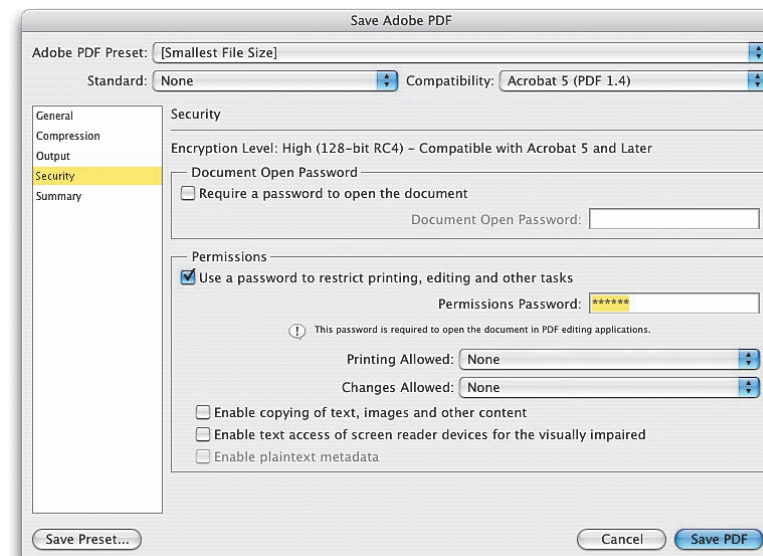 Save Adobe PDF
Adobe PDF Preset: [Smallest File Size]
Standard: None Compatibility: Acrobat 5 (PDF 1.4)
General
Compression
Output
Security
Summary
Security
Encryption Level: High (128-bit RC4) – Compatible with Acrobat 5 and Later
Document Open Password
Require a password to open the document
Document Open Password:
Permissions
Use a password to restrict printing, editing and other tasks
Permissions Password: ******
This password is required to open the document in PDF editing applications.
Printing Allowed: None
Changes Allowed: None
Enable copying of text, images and other content
Enable text access of screen reader devices for the visually impaired
Enable plaintext metadata
Save Preset... Cancel Save PDF